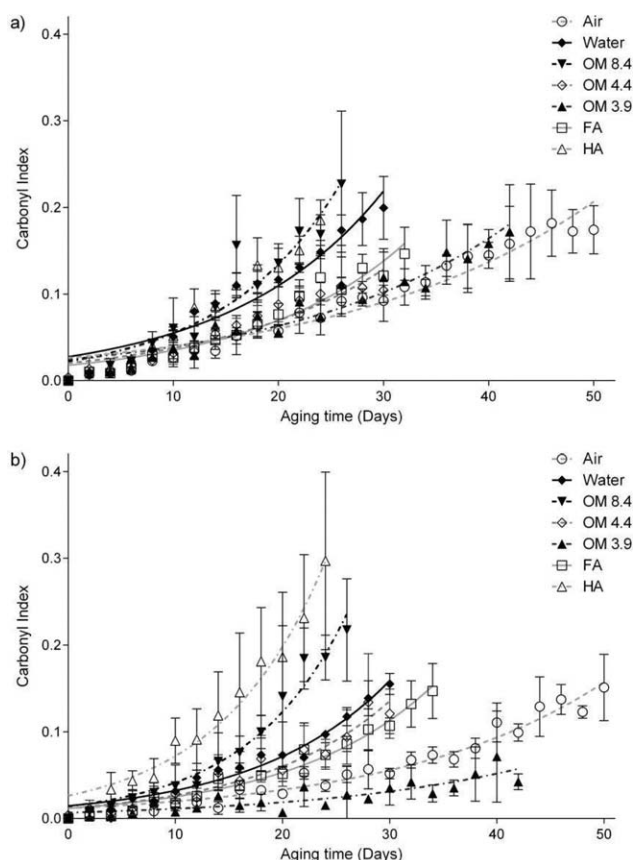 a)
0.4
0.3
0.2
0.1
0.0
Carbonyl Index
0
10
20
30
40
50
Aging time (Days)
Air
Water
OM 8.4
OM 4.4
OM 3.9
FA
HA
b)
0.4
0.3
0.2
0.1
0.0
Carbonyl Index
0
10
20
30
40
50
Aging time (Days)
Air
Water
OM 8.4
OM 4.4
OM 3.9
FA
HA